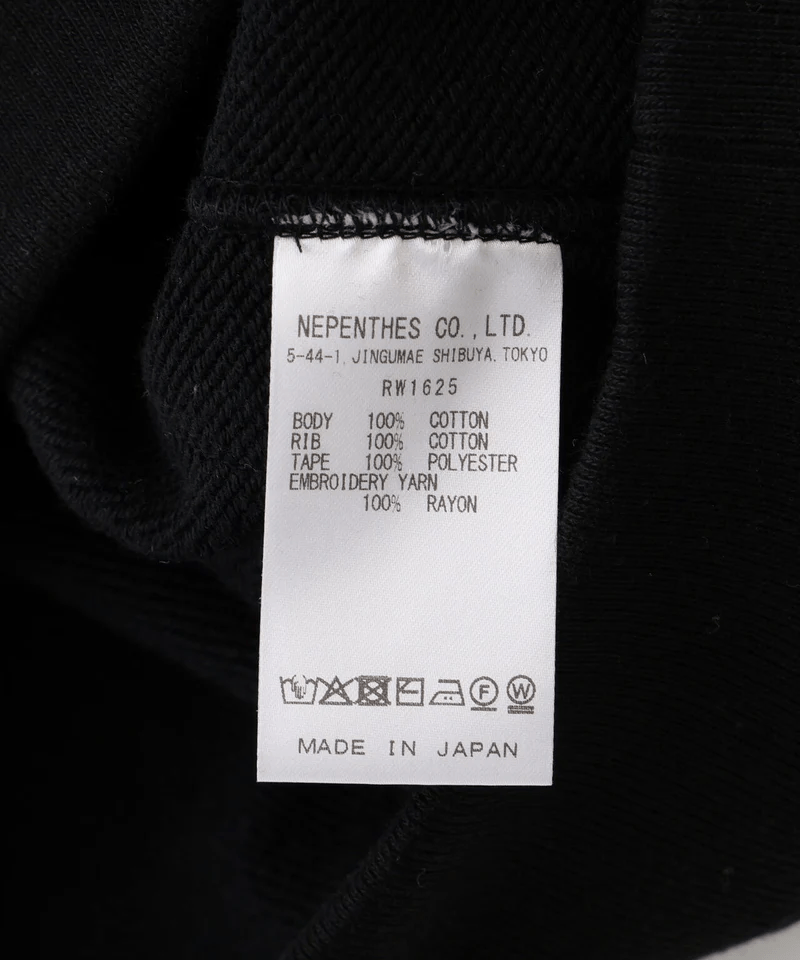 NEPENTHES CO.,LTD.
5-44-1, JINGUMAE SHIBUYA. TOKYO
RW1625
BODY 100% COTTON
RIB 100% COTTON
TAPE 100% POLYESTER
EMBROIDERY YARN
100% RAYON
F W
MADE IN JAPAN